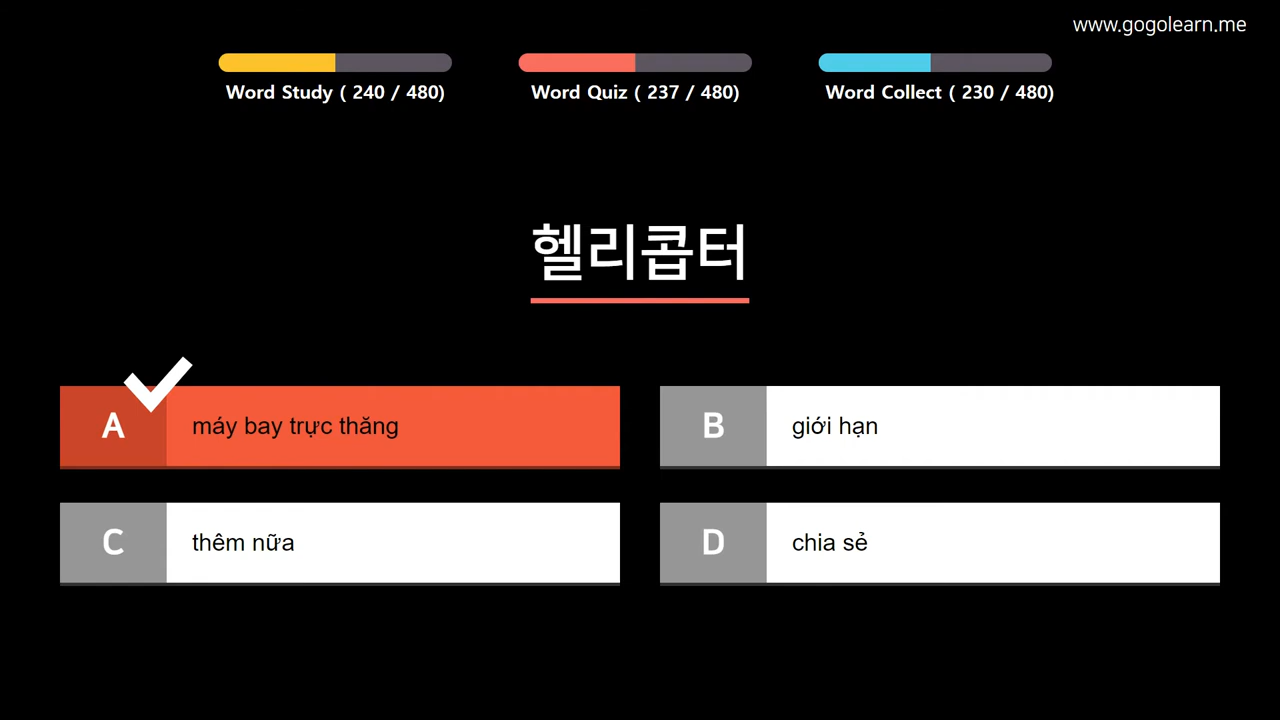 www.gogolearn.me
Word Study ( 240 / 480)
Word Quiz ( 237 / 480)
Word Collect ( 230 / 480)
헬리콥터
A máy bay trực thăng
B giới hạn
C thêm nữa
D chia sẻ